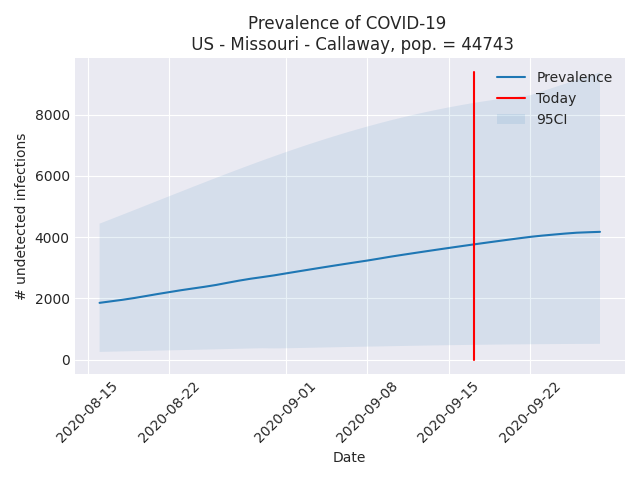 Prevalence of COVID-19
US - Missouri - Callaway, pop. = 44743
Prevalence
Today
95CI
# undetected infections
8000
6000
4000
2000
0
2020-08-15
2020-08-22
2020-09-01
2020-09-08
2020-09-15
2020-09-22
Date